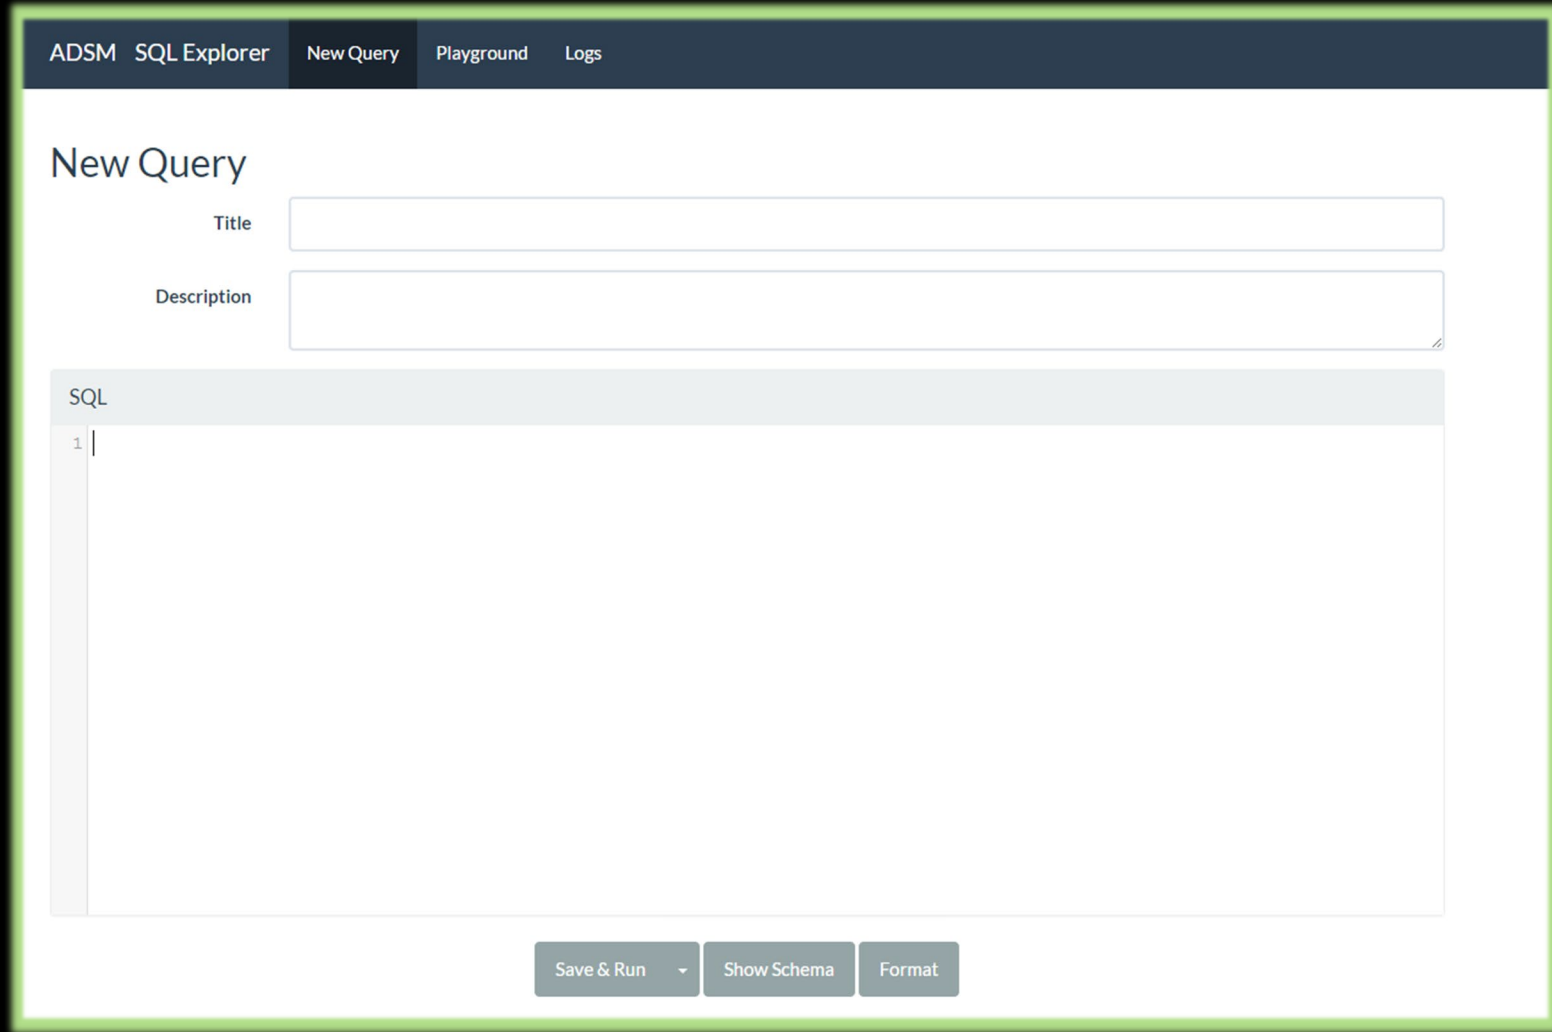 ADSM SQL Explorer New Query Playground Logs
New Query
Title
Description
SQL
1
Save & Run Show Schema Format